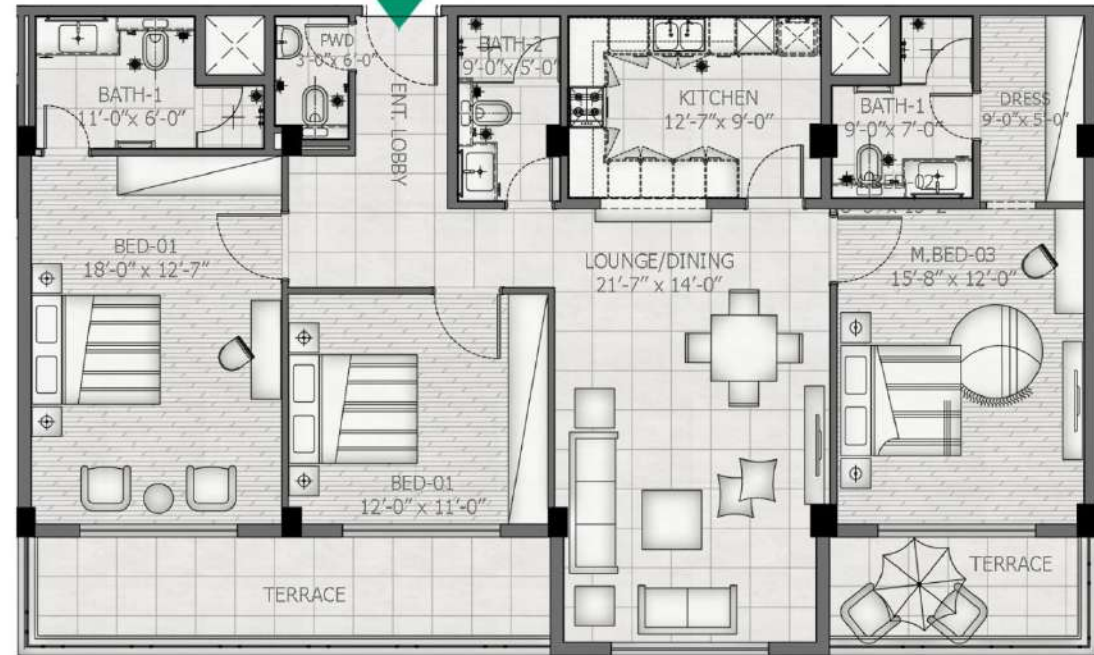 PWD
3'-0"x 6'-0"
BATH-1
11'-0"x 6'-0"
ENT. LOBBY
BATH-2
9'-0"x 5'-0"
KITCHEN
12'-7"x 9'-0"
BATH-1
9'-0"x 7'-0"
DRESS
9'-0"x 5'-0"
BED-01
18'-0" x 12'-7"
LOUNGE/DINING
21'-7" x 14'-0"
M.BED-03
15'-8" x 12'-0"
BED-01
12'-0" x 11'-0"
TERRACE
TERRACE